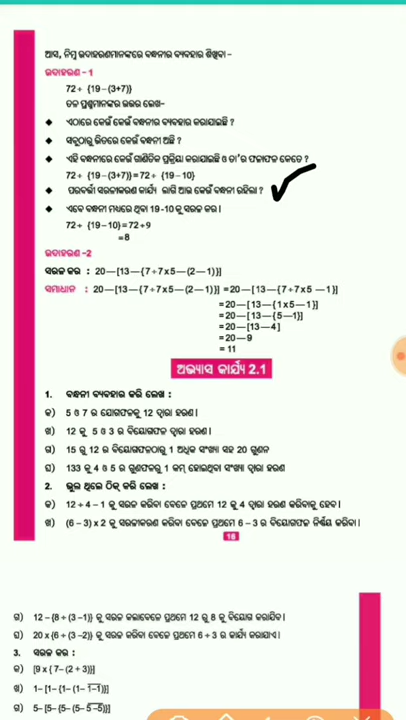 ଆସ, ନିମ୍ନ ଉଦାହରଣମାନଙ୍କରେ ବନ୍ଧନୀର ବ୍ୟବହାର ଶିଖିବା –
ଉଦାହରଣ - 1
72 ÷ {19 – (3+7)}
ତଳ ପ୍ରଶ୍ନମାନଙ୍କର ଉତ୍ତର ଲେଖ–
◆ ଏଠାରେ କେଉଁ କେଉଁ ବନ୍ଧନୀର ବ୍ୟବହାର କରାଯାଇଛି ?
◆ ସବୁଠାରୁ ଭିତରେ କେଉଁ ବନ୍ଧନୀ ଅଛି ?
◆ ଏହି ବନ୍ଧନୀରେ କେଉଁ ଗାଣିତିକ ପ୍ରକ୍ରିୟା କରାଯାଇଛି ଓ ତା'ର ଫଳାଫଳ କେତେ ?
72 ÷ {19 – (3+7)} = 72 ÷ {19 – 10}
◆ ପରବର୍ତ୍ତୀ ସରଳୀକରଣ କାର୍ଯ୍ୟ ଲାଗି ଆଉ କେଉଁ ବନ୍ଧନୀ ରହିଲା ?
◆ ଏବେ ବନ୍ଧନୀ ମଧ୍ୟରେ ଥିବା 19 -10 କୁ ସରଳ କର ।
72 ÷ {19 – 10} = 72 ÷ 9
= 8
ଉଦାହରଣ -2
ସରଳ କର : 20 — [13 — {7 ÷ 7 x 5 — (2 — 1)}]
ସମାଧାନ : 20 — [13 — {7 ÷ 7 x 5 — (2 — 1)}] = 20 — [13 — {7 ÷ 7 x 5 — 1}]
= 20 — [13 — {1 x 5 — 1}]
= 20 — [13 — {5 — 1}]
= 20 — [13 — 4]
= 20 — 9
= 11
ଅଭ୍ୟାସ କାର୍ଯ୍ୟ 2.1
1. ବନ୍ଧନୀ ବ୍ୟବହାର କରି ଲେଖ :
କ) 5 ଓ 7 ର ଯୋଗଫଳକୁ 12 ଦ୍ୱାରା ହରଣ ।
ଖ) 12 କୁ 5 ଓ 3 ର ବିୟୋଗଫଳ ଦ୍ୱାରା ହରଣ ।
ଗ) 15 ରୁ 12 ର ବିୟୋଗଫଳଠାରୁ 1 ଅଧିକ ସଂଖ୍ୟା ସହ 20 ଗୁଣନ
ଘ) 133 କୁ 4 ଓ 5 ର ଗୁଣଫଳରୁ 1 କମ୍ ହୋଇଥିବା ସଂଖ୍ୟା ଦ୍ୱାରା ହରଣ
2. ଭୁଲ ଥିଲେ ଠିକ୍ କରି ଲେଖ :
କ) 12 ÷ 4 – 1 କୁ ସରଳ କରିବା ବେଳେ ପ୍ରଥମେ 12 କୁ 4 ଦ୍ୱାରା ହରଣ କରିବାକୁ ହେବ ।
ଖ) (6 – 3) x 2 କୁ ସରଳୀକରଣ କରିବା ବେଳେ ପ୍ରଥମେ 6 – 3 ର ବିୟୋଗଫଳ ନିର୍ଣ୍ଣୟ କରିବା ।
16
ଗ) 12 – {8 ÷ (3 –1)} କୁ ସରଳ କଲାବେଳେ ପ୍ରଥମେ 12 ରୁ 8 କୁ ବିୟୋଗ କରାଯିବ ।
ଘ) 20 x {6 ÷ (3 –2)} କୁ ସରଳ କରିବା ବେଳେ ପ୍ରଥମେ 6 ÷ 3 ର କାର୍ଯ୍ୟ କରାଯାଏ ।
3. ସରଳ କର :
କ) [9 x { 7– (2 + 3)}]
ଖ) 1– [1– {1– (1– 1̅–̅1̅)}]
ଗ) 5– [5– {5– (5– 5̅ –̅5̅)}]